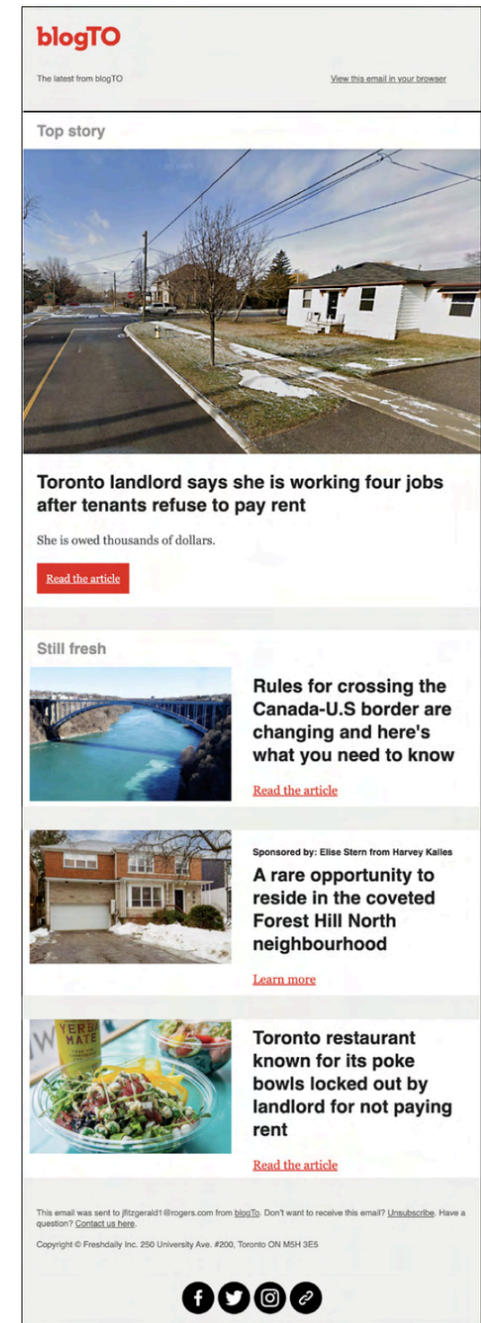 blogTO
The latest from blogTO
View this email in your browser
Top story
Toronto landlord says she is working four jobs
after tenants refuse to pay rent
She is owed thousands of dollars.
Read the article
Still fresh
Rules for crossing the
Canada-U.S border are
changing and here's
what you need to know
Read the article
Sponsored by: Elise Stern from Harvey Kalles
A rare opportunity to
reside in the coveted
Forest Hill North
neighbourhood
Learn more
YERBA
MATE
Toronto restaurant
known for its poke
bowls locked out by
landlord for not paying
rent
Read the article
This email was sent to jfitzgerald1@rogers.com from blogTo. Don't want to receive this email? Unsubscribe. Have a
question? Contact us here.
Copyright © Freshdaily Inc. 250 University Ave. #200, Toronto ON M5H 3E5